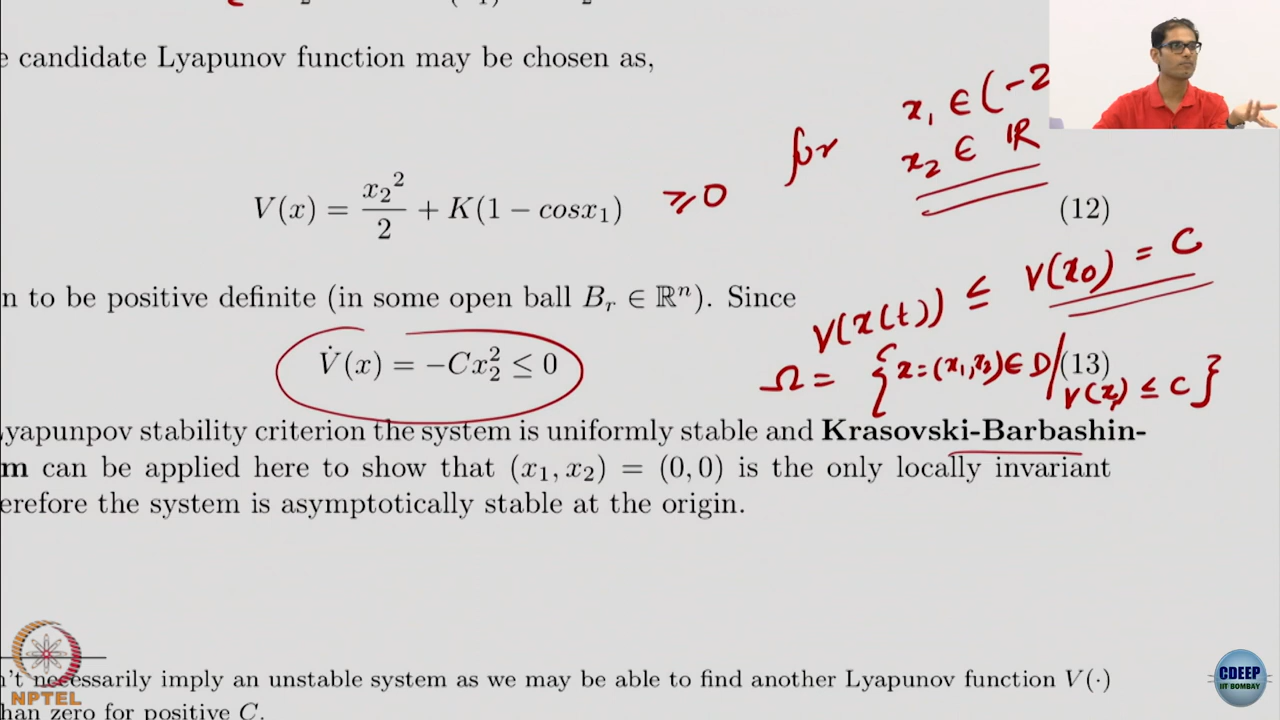 e candidate Lyapunov function may be chosen as,
for x₁ ∈ (-2
x₂ ∈ ℝ
V(x) = x₂²/2 + K(1 − cosx₁) ⩾0 (12)
V(x(t)) ≤ V(x₀) = C
n to be positive definite (in some open ball Bᵣ ∈ ℝⁿ). Since
V̇(x) = −Cx₂² ≤ 0 (13)
Ω = { x=(x₁,x₂) ∈ D / V(x) ≤ C }
yapunpov stability criterion the system is uniformly stable and Krasovski-Barbashin-
m can be applied here to show that (x₁, x₂) = (0, 0) is the only locally invariant
erefore the system is asymptotically stable at the origin.
't necessarily imply an unstable system as we may be able to find another Lyapunov function V(·)
han zero for positive C.
NPTEL
CDEEP
IIT BOMBAY